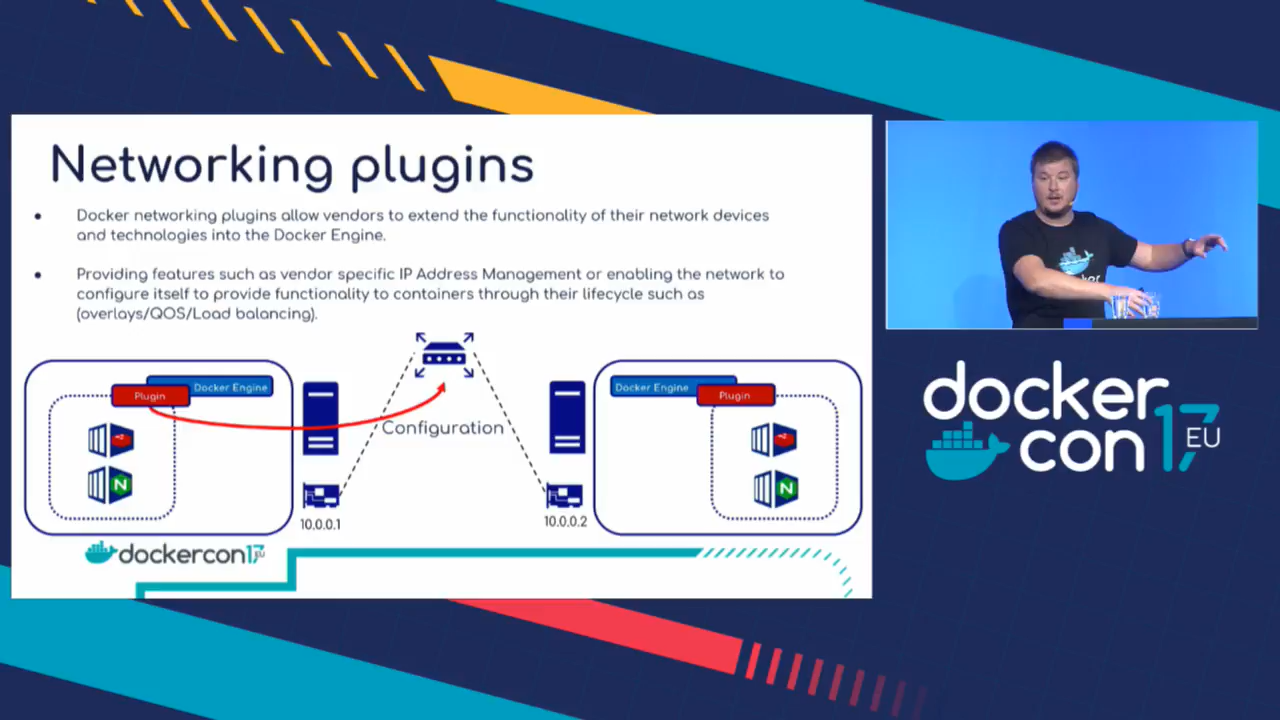 Networking plugins
• Docker networking plugins allow vendors to extend the functionality of their network devices
and technologies into the Docker Engine.
• Providing features such as vendor specific IP Address Management or enabling the network to
configure itself to provide functionality to containers through their lifecycle such as
(overlays/QOS/Load balancing).
Docker Engine
Plugin
Docker Engine
Plugin
Configuration
N
N
10.0.0.1
10.0.0.2
dockercon17 EU
docker
con 17 EU